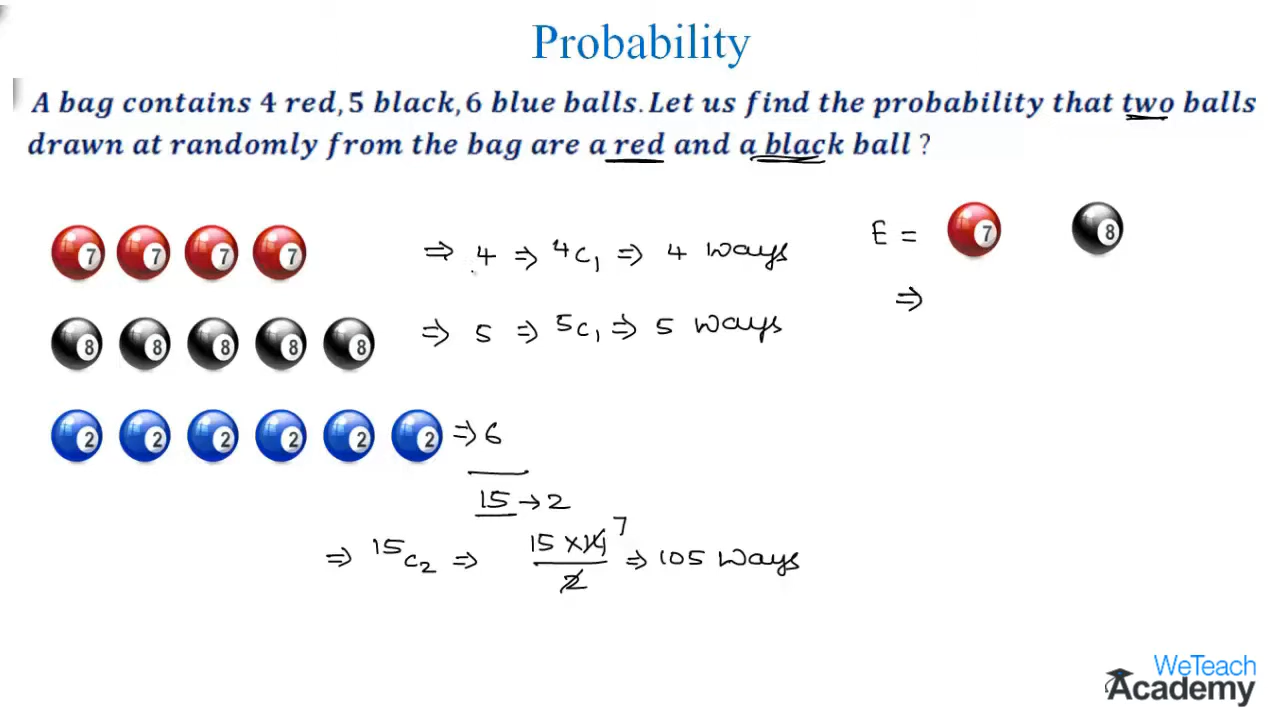 Probability
A bag contains 4 red, 5 black, 6 blue balls. Let us find the probability that two balls
drawn at randomly from the bag are a red and a black ball ?
7 7 7 7 ⇒ 4 ⇒ ⁴C₁ ⇒ 4 ways
E = 7 8
⇒
8 8 8 8 8 ⇒ 5 ⇒ ⁵C₁ ⇒ 5 ways
2 2 2 2 2 2 ⇒ 6
15 → 2
⇒ ¹⁵C₂ ⇒ 15 × 14 7 / 2 ⇒ 105 ways
WeTeach
Academy